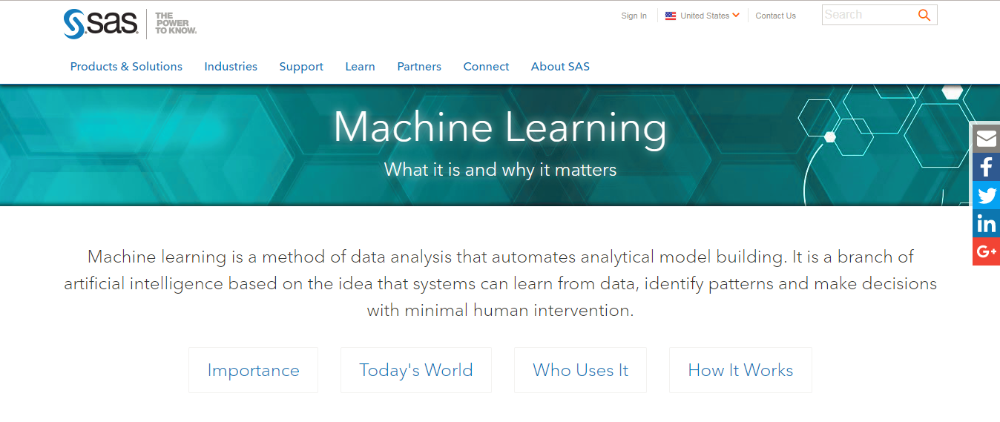 sas
THE
POWER
TO KNOW.
Sign In
United States
Contact Us
Search
Products & Solutions
Industries
Support
Learn
Partners
Connect
About SAS
Machine Learning
What it is and why it matters
Machine learning is a method of data analysis that automates analytical model building. It is a branch of
artificial intelligence based on the idea that systems can learn from data, identify patterns and make decisions
with minimal human intervention.
Importance
Today's World
Who Uses It
How It Works
f
in
G+